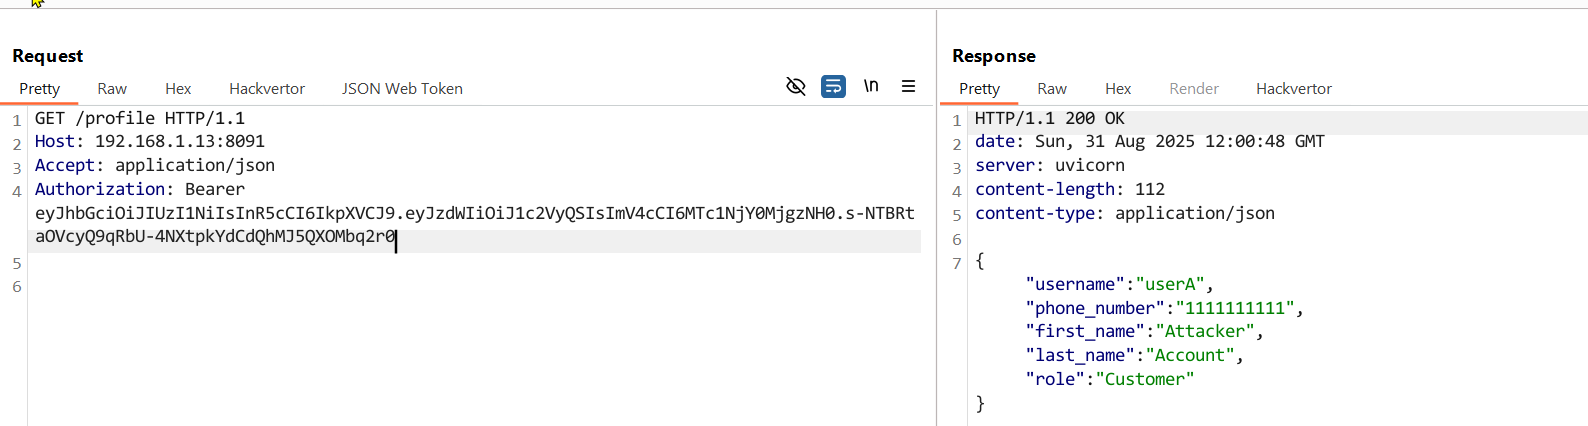 Request
Pretty Raw Hex Hackvertor JSON Web Token \n
1 GET /profile HTTP/1.1
2 Host: 192.168.1.13:8091
3 Accept: application/json
4 Authorization: Bearer
eyJhbGciOiJIUzI1NiIsInR5cCI6IkpXVCJ9.eyJzdWIiOiJ1c2VyQSIsImV4cCI6MTc1NjY0MjgzNH0.s-NTBRt
aOVcyQ9qRbU-4NXtpkYdCdQhMJ5QXOMbq2r0
5
6
Response
Pretty Raw Hex Render Hackvertor
1 HTTP/1.1 200 OK
2 date: Sun, 31 Aug 2025 12:00:48 GMT
3 server: uvicorn
4 content-length: 112
5 content-type: application/json
6
7 {
"username":"userA",
"phone_number":"1111111111",
"first_name":"Attacker",
"last_name":"Account",
"role":"Customer"
}